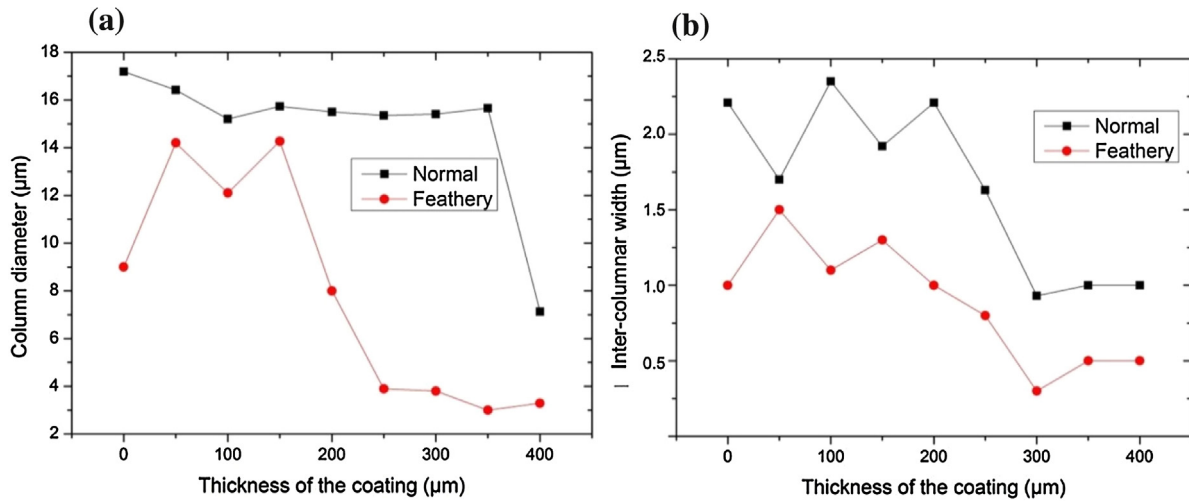 (a)
18
16
14
12
10
8
6
4
2
Column diameter (μm)
Normal
Feathery
0
100
200
300
400
Thickness of the coating (μm)
(b)
2.5
2.0
1.5
1.0
0.5
Inter-columnar width (μm)
Normal
Feathery
0
100
200
300
400
Thickness of the coating (μm)